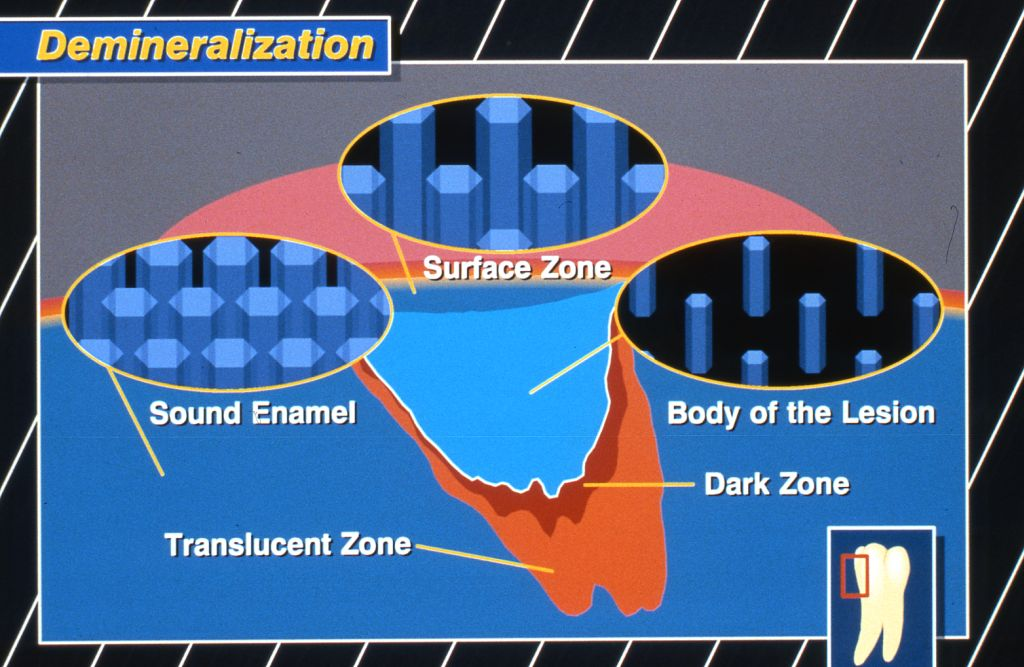 Demineralization
Surface Zone
Sound Enamel
Body of the Lesion
Dark Zone
Translucent Zone